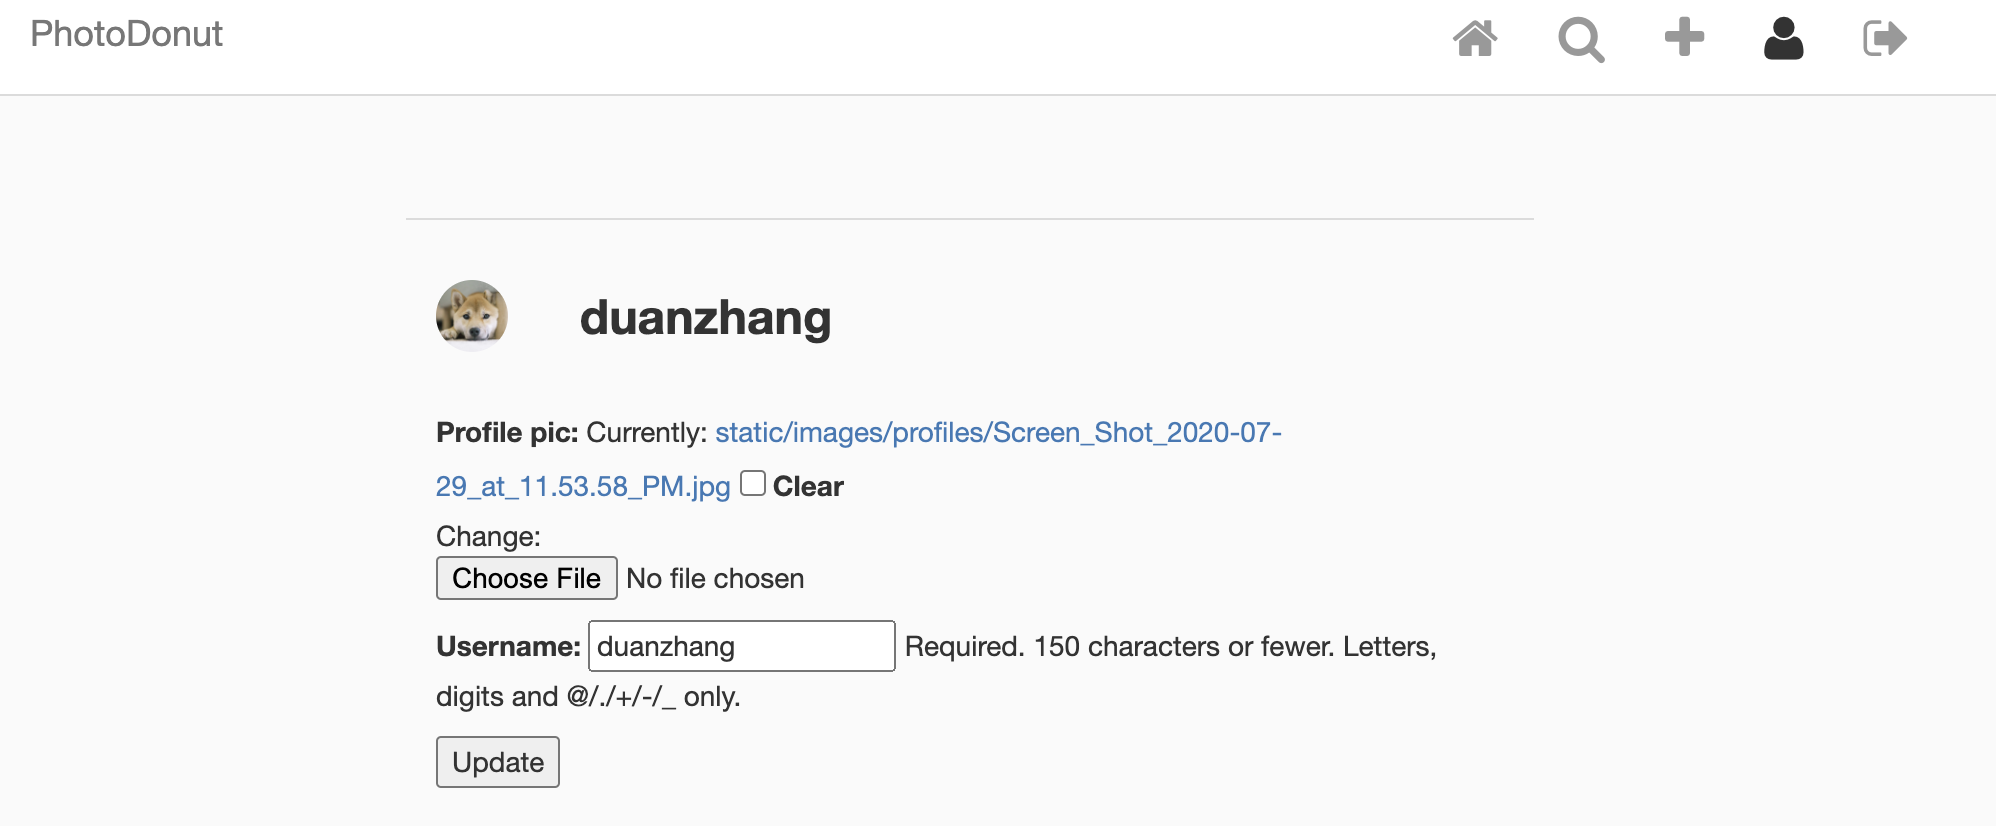 PhotoDonut
duanzhang
Profile pic: Currently: static/images/profiles/Screen_Shot_2020-07-
29_at_11.53.58_PM.jpg Clear
Change:
Choose File No file chosen
Username: duanzhang Required. 150 characters or fewer. Letters,
digits and @/./+/-/_ only.
Update